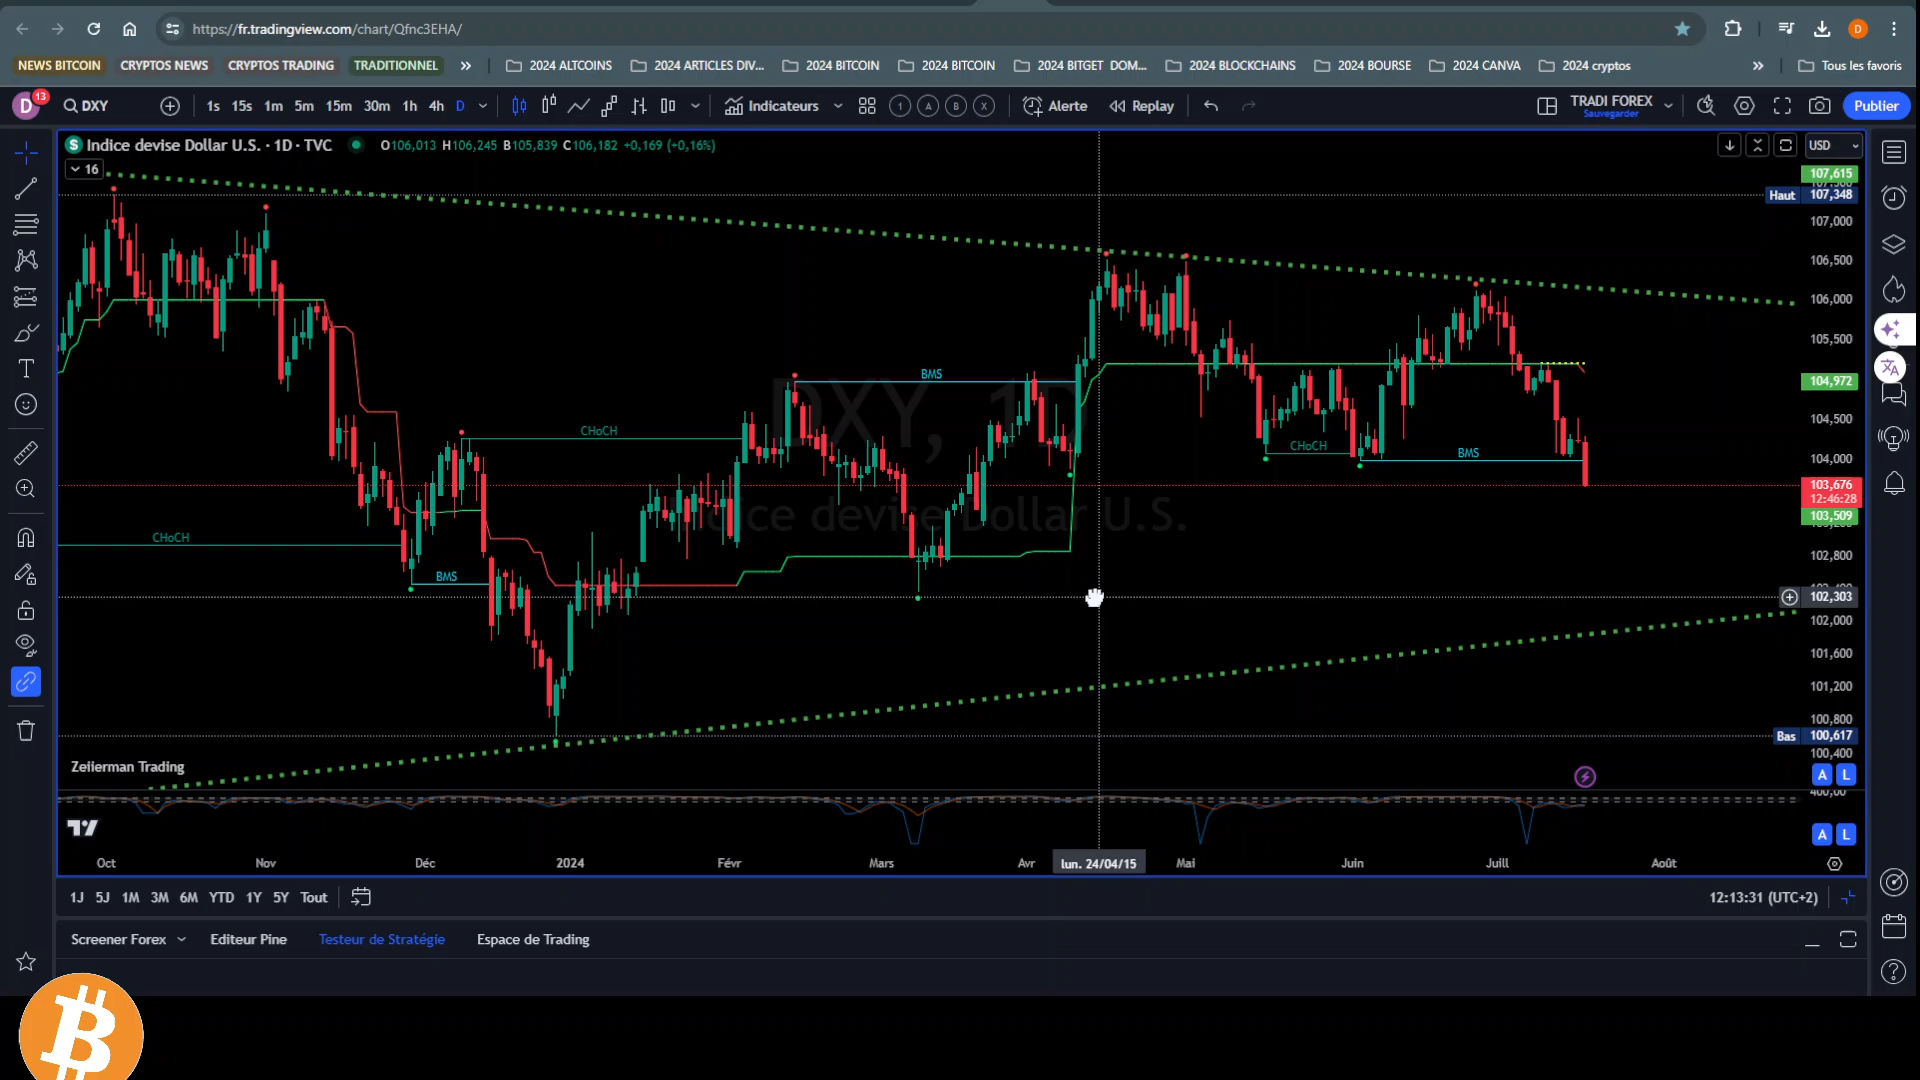 https://fr.tradingview.com/chart/Qfnc3EHA/
NEWS BITCOIN CRYPTOS NEWS CRYPTOS TRADING TRADITIONNEL » 2024 ALTCOINS 2024 ARTICLES DIV... 2024 BITCOIN 2024 BITCOIN 2024 BITGET DOM... 2024 BLOCKCHAINS 2024 BOURSE 2024 CANVA 2024 cryptos » Tous les favoris
D 13 DXY 1s 15s 1m 5m 15m 30m 1h 4h D Indicateurs 1 A B X Alerte Replay TRADI FOREX Sauvegarder Publier
Indice devise Dollar U.S. · 1D · TVC O106,013 H106,245 B105,839 C106,182 +0,169 (+0,16%) USD
16
107,615
Haut 107,348
107,000
106,500
106,000
105,500
BMS
104,972
104,500
CHoCH
CHoCH
BMS
104,000
DXY, 1D
103,676
12:46:28
103,509
dice devise Dollar U.S.
CHoCH
102,800
BMS
102,303
102,000
101,600
101,200
100,800
Bas 100,617
100,400
Zeiierman Trading
A L
400,00
A L
Oct Nov Déc 2024 Févr Mars Avr lun. 24/04/15 Mai Juin Juill Août
1J 5J 1M 3M 6M YTD 1Y 5Y Tout 12:13:31 (UTC+2)
Screener Forex Editeur Pine Testeur de Stratégie Espace de Trading